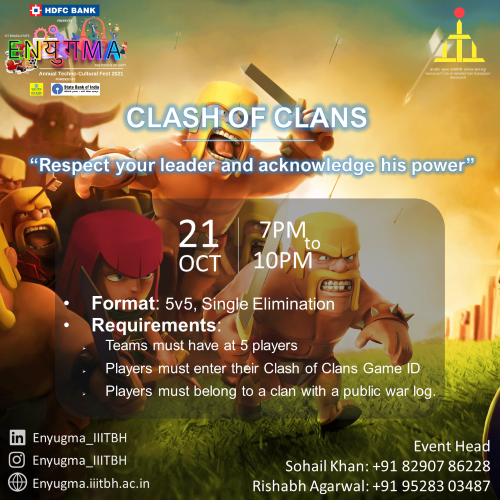 HDFC BANK
PRESENTS
ENयुGMA
Annual Techno-Cultural Fest 2021
State Bank of India
CLASH OF CLANS
“Respect your leader and acknowledge his power”
21
OCT
7PM
to
10PM
• Format: 5v5, Single Elimination
• Requirements:
Teams must have at 5 players
Players must enter their Clash of Clans Game ID
Players must belong to a clan with a public war log.
Enyugma_IIITBH
Enyugma_IIITBH
Enyugma.iiitbh.ac.in
Event Head
Sohail Khan: +91 82907 86228
Rishabh Agarwal: +91 95283 03487